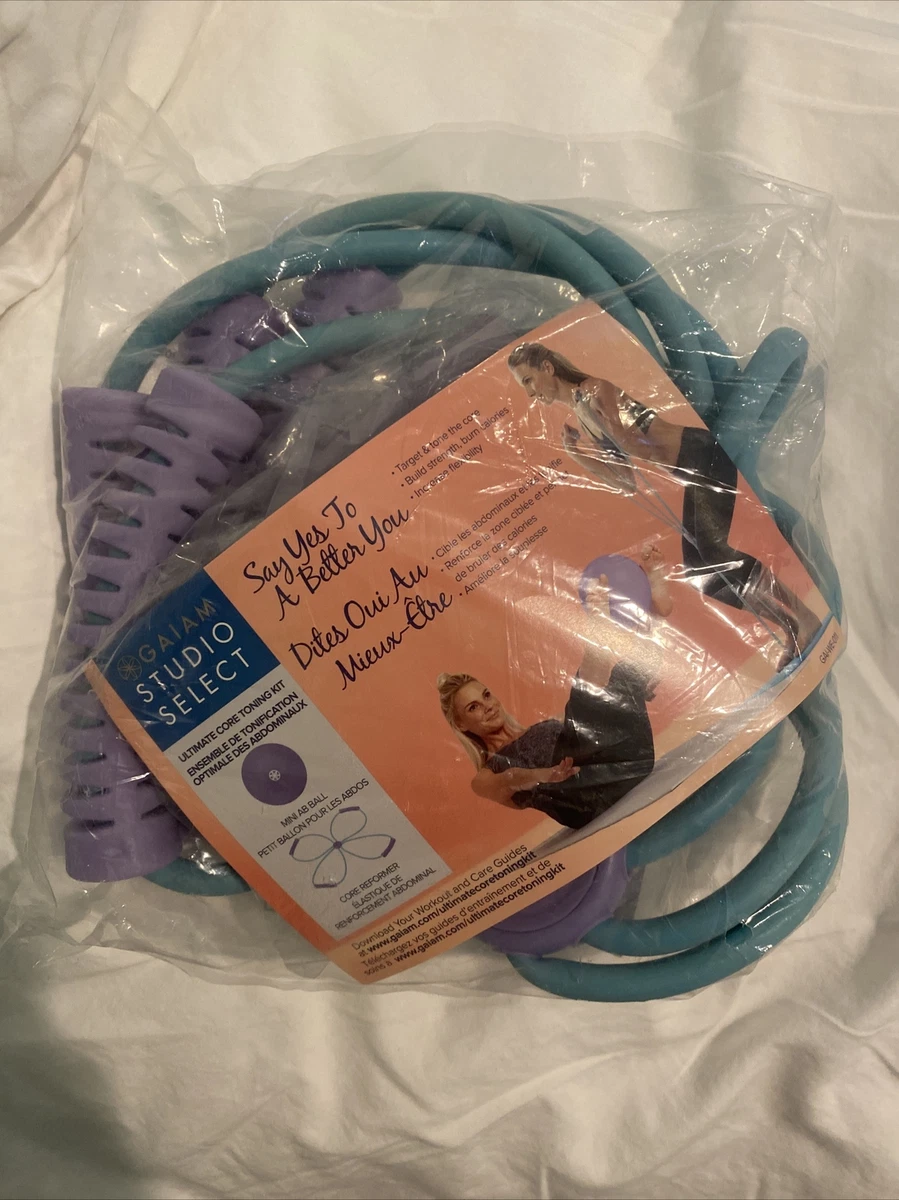 GAIAM
STUDIO
SELECT
ULTIMATE CORE TONING KIT
ENSEMBLE DE TONIFICATION
OPTIMALE DES ABDOMINAUX
MINI AB BALL
PETIT BALLON POUR LES ABDOS
CORE REFORMER
ÉLASTIQUE DE
RENFORCEMENT ABDOMINAL
Say Yes To
A Better You
Dites Oui Au
Mieux-Être
• Target & tone the core
• Build strength, burn calories
• Increase flexibility
• Cible les abdominaux et
• Renforce la zone ciblée et
de bruler des calories
• Améliore la souplesse
Download Your Workout and Care Guides
at www.gaiam.com/ultimatecoretoningkit
Téléchargez vos guides d'entraînement et de
soins à www.gaiam.com/ultimatecoretoningkit